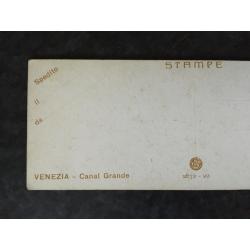 STAMPE
Spedito
il
da
VENEZIA - Canal Grande